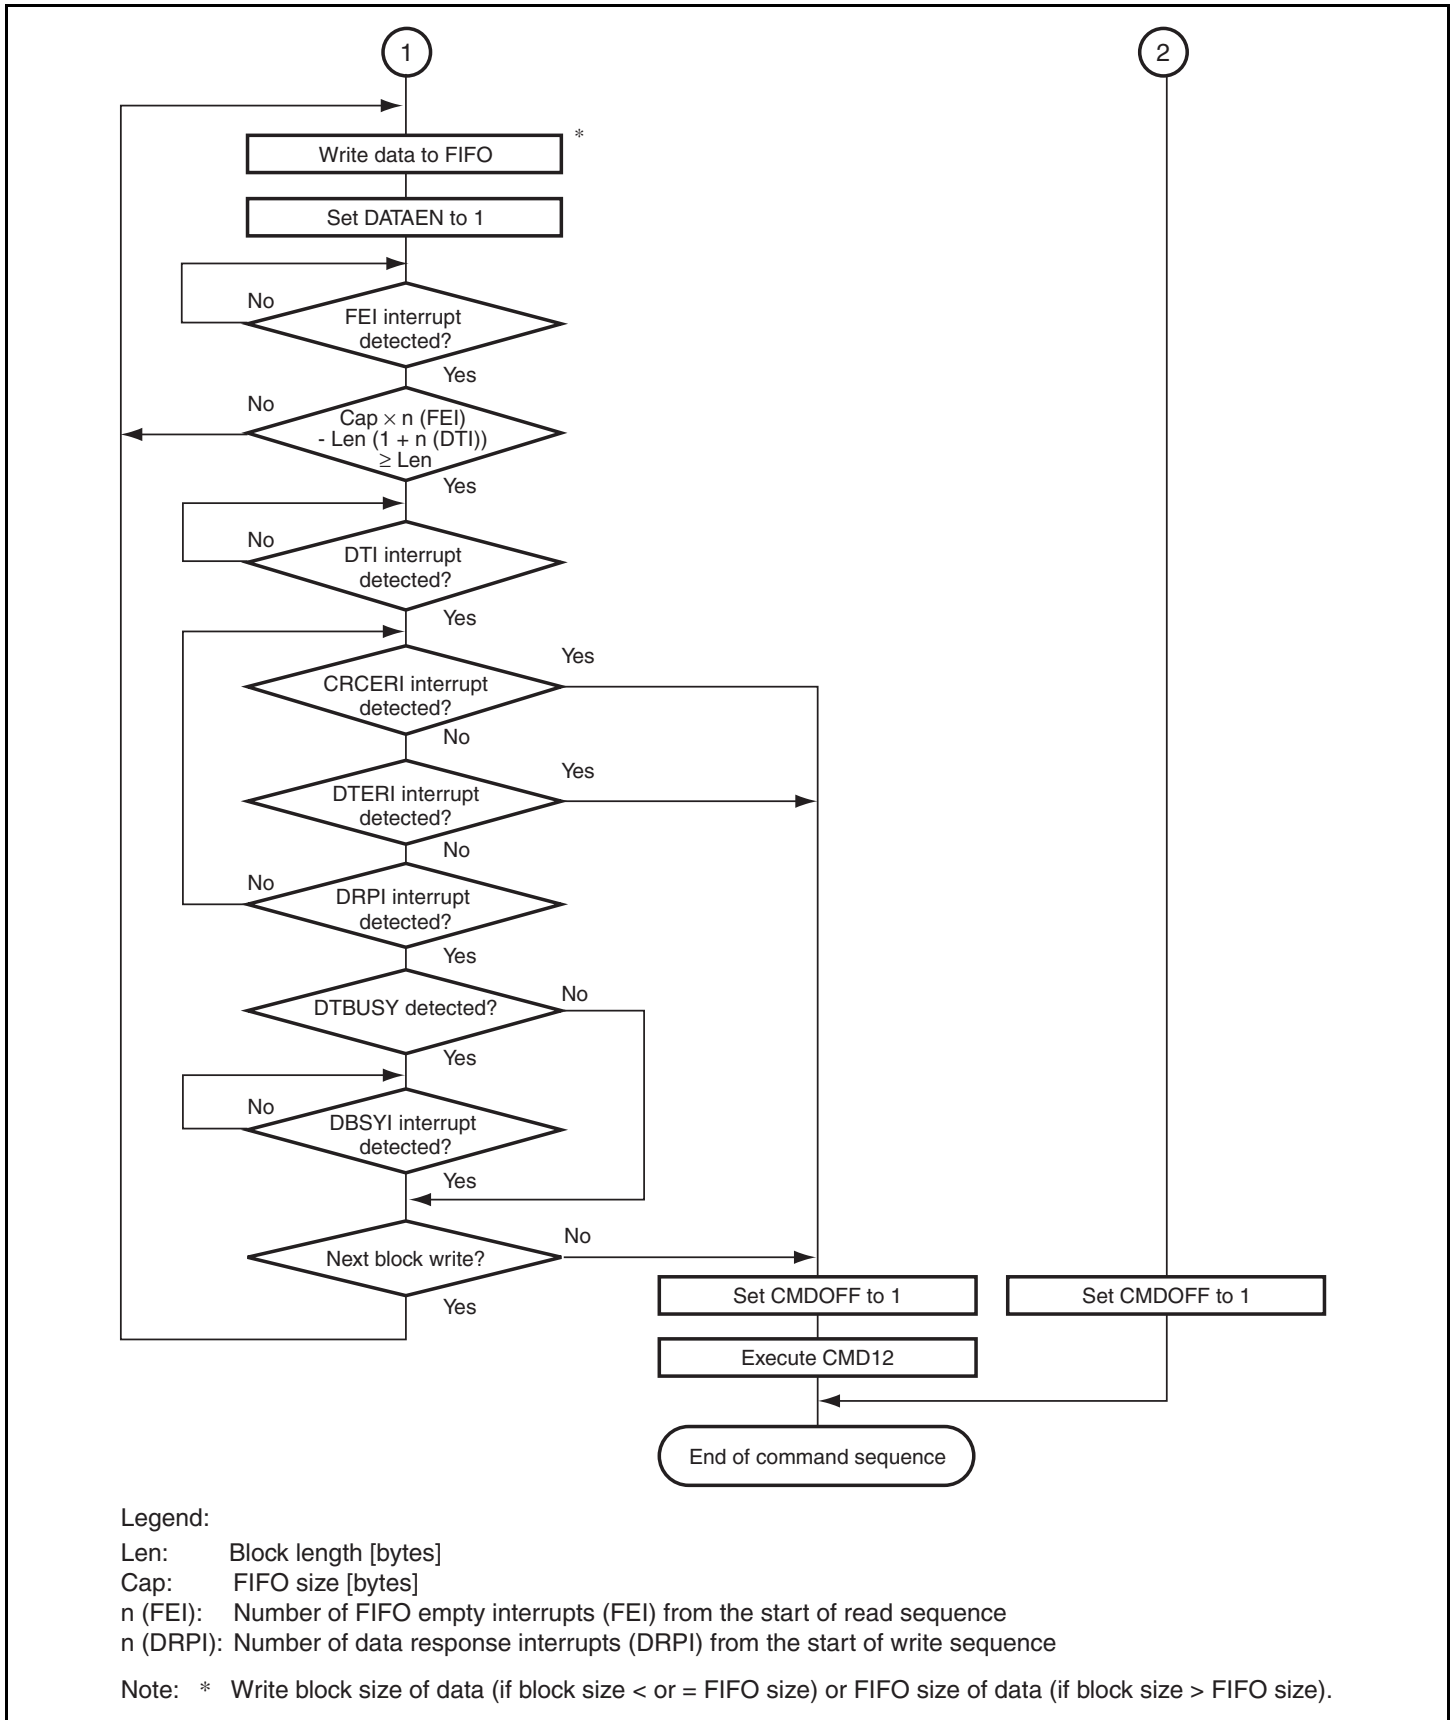 1
2
Write data to FIFO
*
Set DATAEN to 1
No
FEI interrupt
detected?
Yes
No
Cap × n (FEI)
- Len (1 + n (DTI))
≥ Len
Yes
No
DTI interrupt
detected?
Yes
CRCERI interrupt
detected?
Yes
No
DTERI interrupt
detected?
Yes
No
No
DRPI interrupt
detected?
Yes
DTBUSY detected?
No
Yes
No
DBSYI interrupt
detected?
Yes
Next block write?
No
Yes
Set CMDOFF to 1
Set CMDOFF to 1
Execute CMD12
End of command sequence
Legend:
Len: Block length [bytes]
Cap: FIFO size [bytes]
n (FEI): Number of FIFO empty interrupts (FEI) from the start of read sequence
n (DRPI): Number of data response interrupts (DRPI) from the start of write sequence
Note: * Write block size of data (if block size < or = FIFO size) or FIFO size of data (if block size > FIFO size).